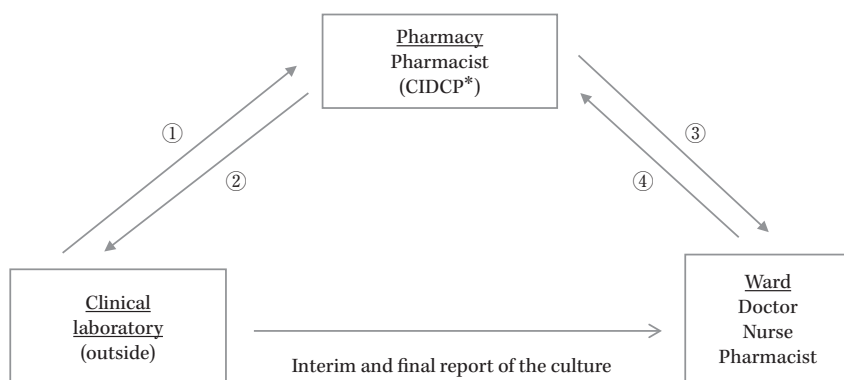 Pharmacy
Pharmacist
(CIDCP*)
①
②
③
④
Clinical
laboratory
(outside)
Interim and final report of the culture
Ward
Doctor
Nurse
Pharmacist